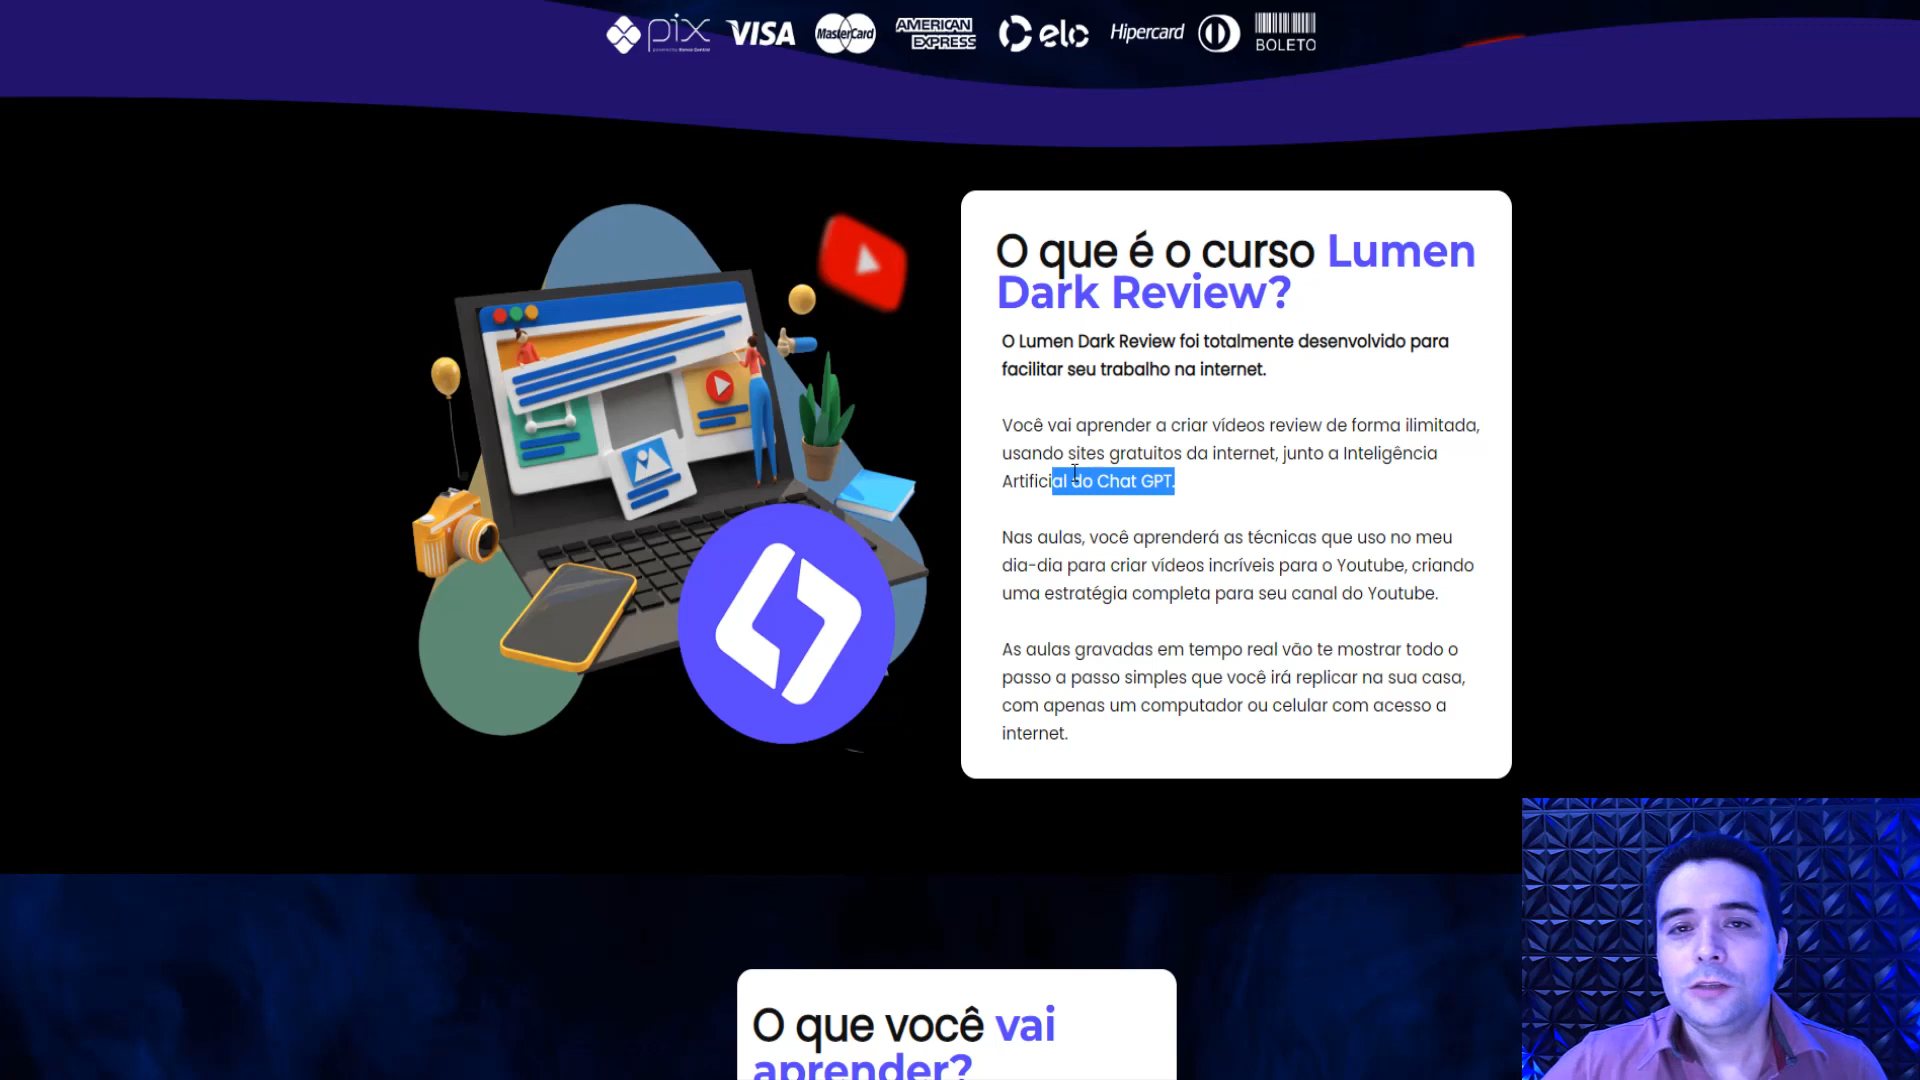 pix
VISA
MasterCard
AMERICAN EXPRESS
elo
Hipercard
BOLETO
O que é o curso Lumen
Dark Review?
O Lumen Dark Review foi totalmente desenvolvido para
facilitar seu trabalho na internet.
Você vai aprender a criar vídeos review de forma ilimitada,
usando sites gratuitos da internet, junto a Inteligência
Artificial do Chat GPT.
Nas aulas, você aprenderá as técnicas que uso no meu
dia-dia para criar vídeos incríveis para o Youtube, criando
uma estratégia completa para seu canal do Youtube.
As aulas gravadas em tempo real vão te mostrar todo o
passo a passo simples que você irá replicar na sua casa,
com apenas um computador ou celular com acesso a
internet.
O que você vai
aprender?